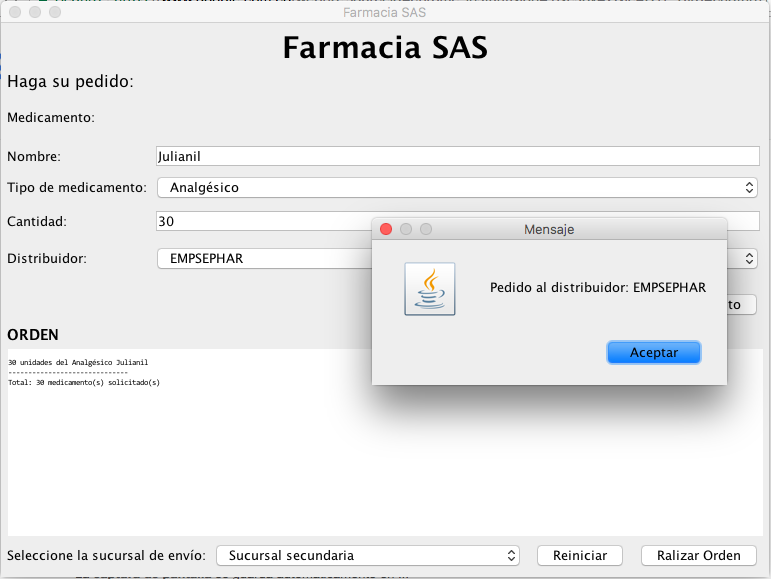 Farmacia SAS
Farmacia SAS
Haga su pedido:
Medicamento:
Nombre: Julianil
Tipo de medicamento: Analgésico
Cantidad: 30
Distribuidor: EMPSEPHAR
Mensaje
Pedido al distribuidor: EMPSEPHAR
Aceptar
to
ORDEN
30 unidades del Analgésico Julianil
------------------------------
Total: 30 medicamento(s) solicitado(s)
Seleccione la sucursal de envío: Sucursal secundaria Reiniciar Ralizar Orden